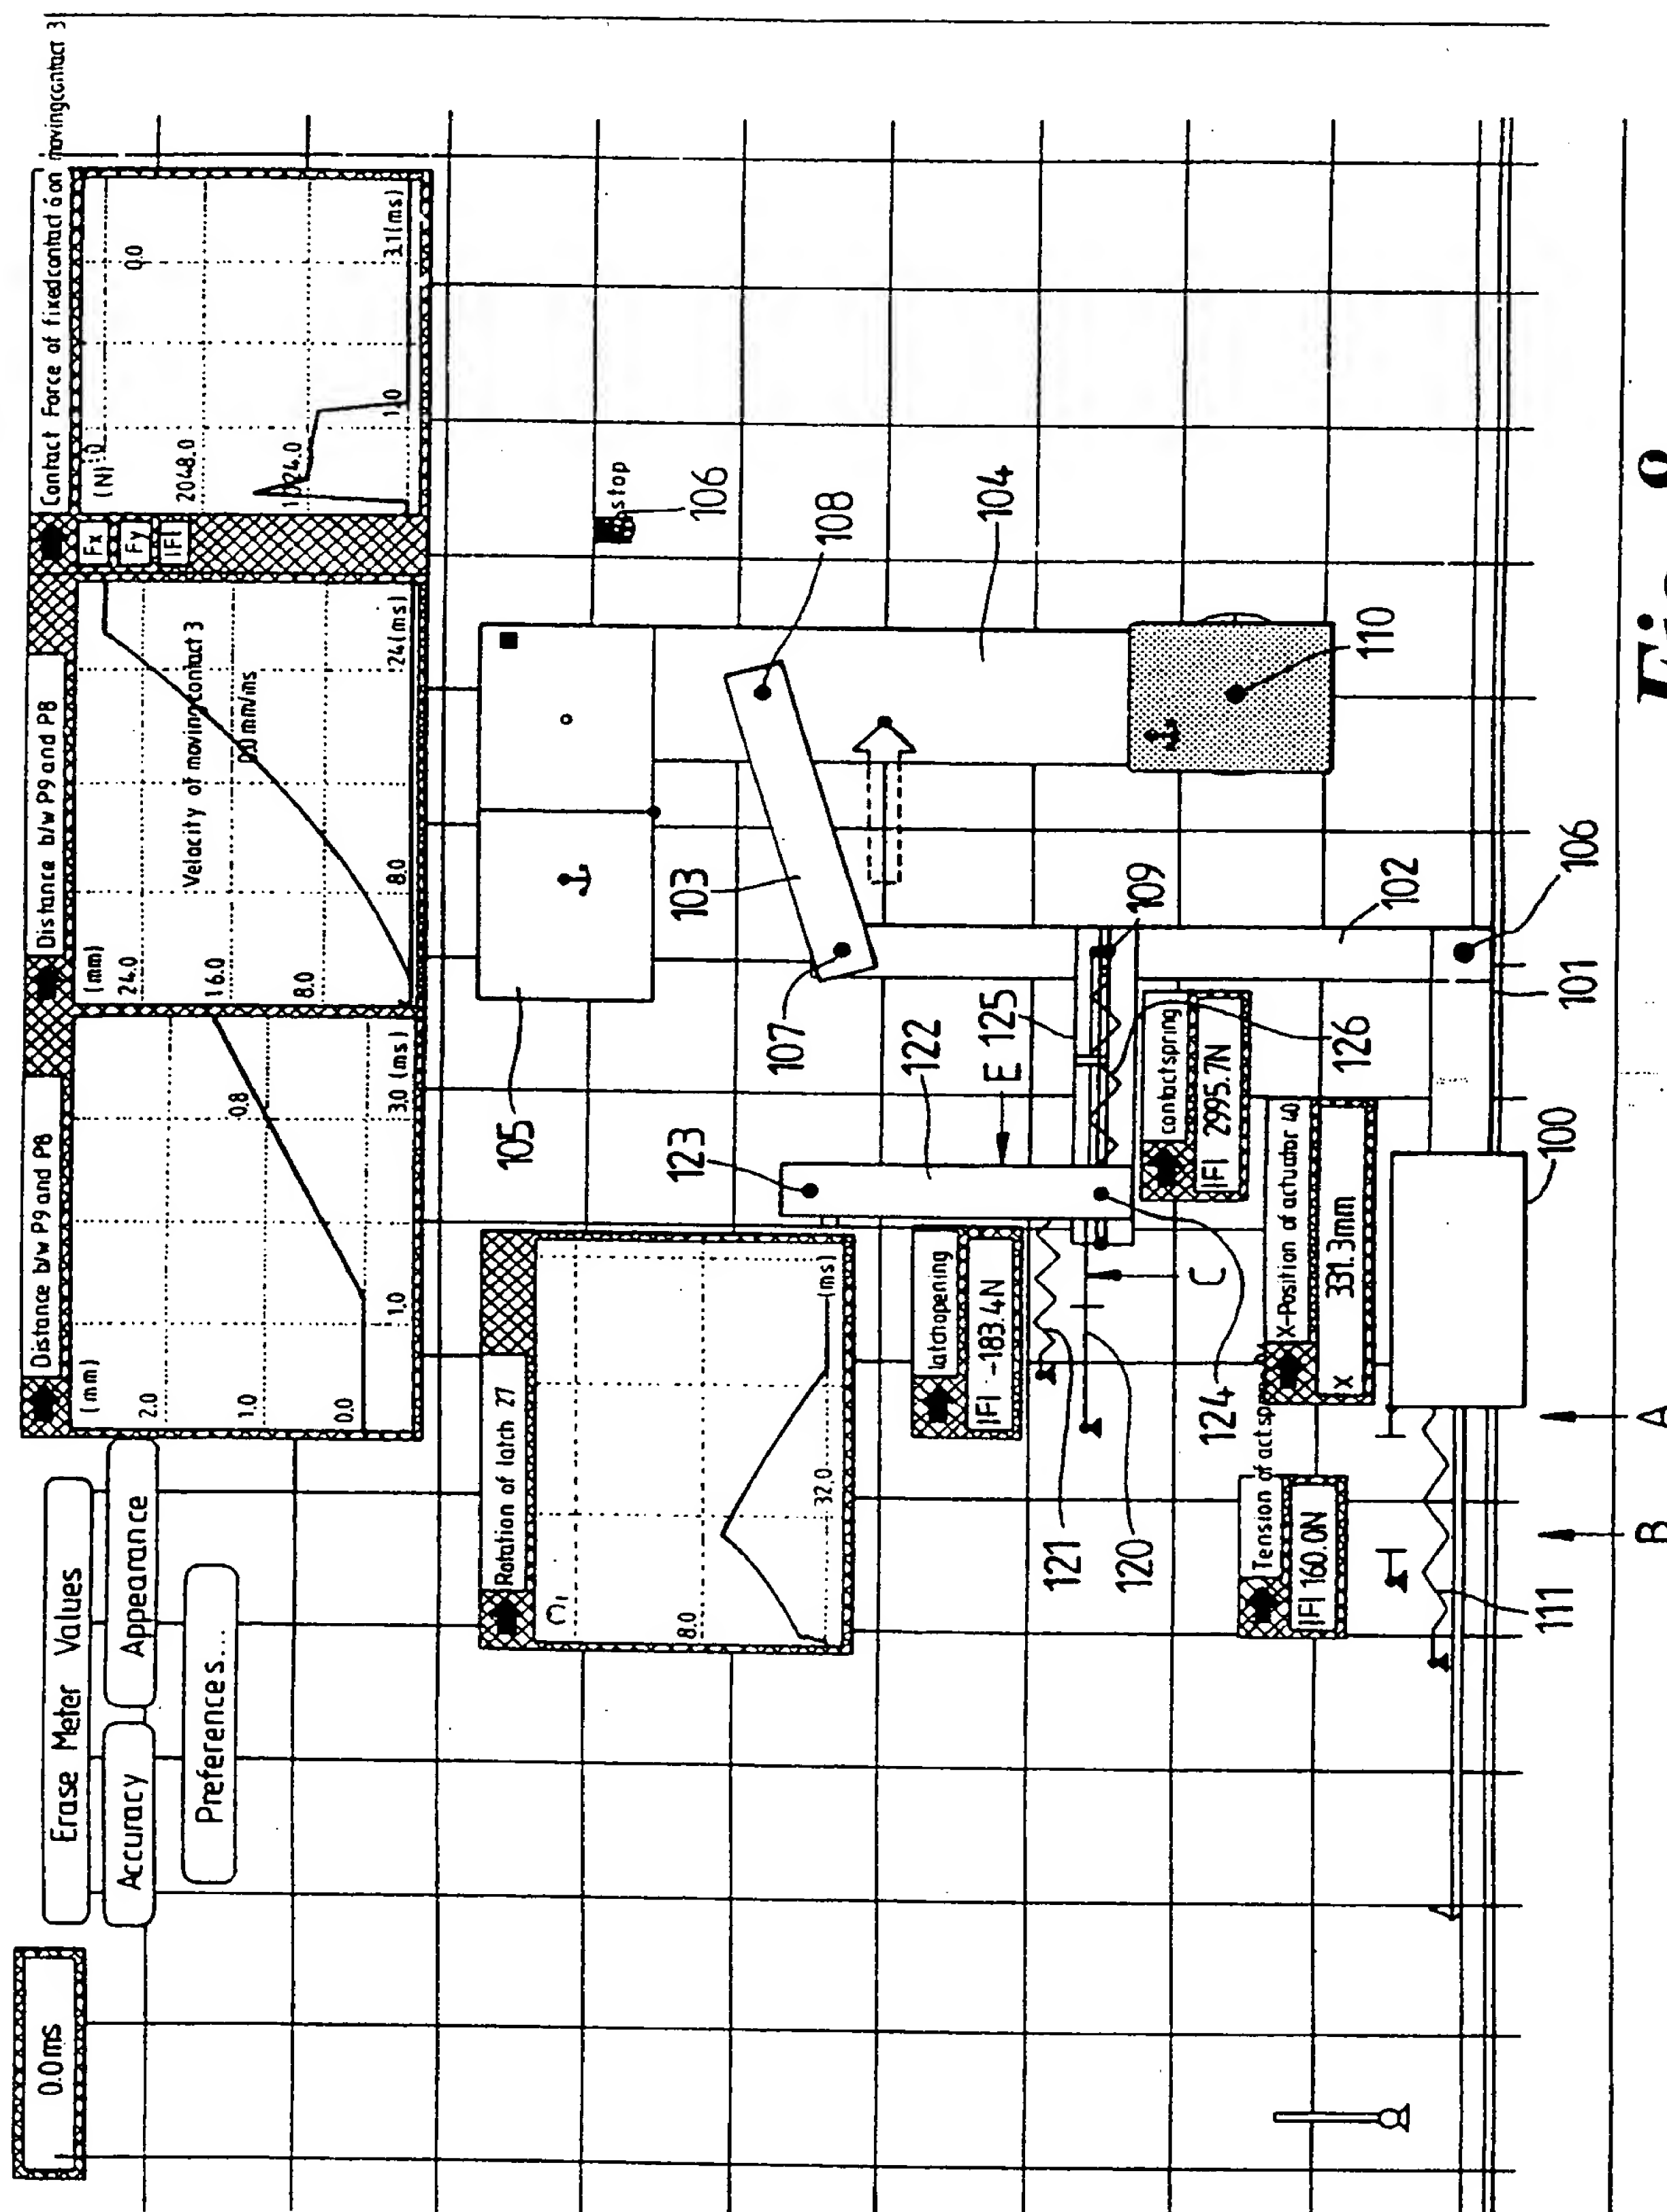 0.0ms
Erase Meter Values
Accuracy
Appearance
Preferences...
Distance b/w P9 and P8
(mm)
2.0
1.0
0.0
1.0
0.8
3.0 (ms)
Distance b/w P9 and P8
(mm)
24.0
16.0
8.0
Velocity of movingcontact 3
0.0 mm/ms
8.0
24(ms)
Contact Force of fixedcontact 6 on movingcontact 3
Fx
Fy
|F|
(N)
2048.0
1024.0
0.0
1.0
3.1(ms)
Rotation of latch 27
8.0
32.0
(ms)
105
stop
106
108
103
104
107
123
122
E
125
109
102
106
110
101
latchopening
|F| -183.4N
contactspring
|F| 2995.7N
126
121
120
C
124
Tension of act.sp
|F| 160.0N
X-Position of actuator 40
X 331.3mm
100
111
B
A